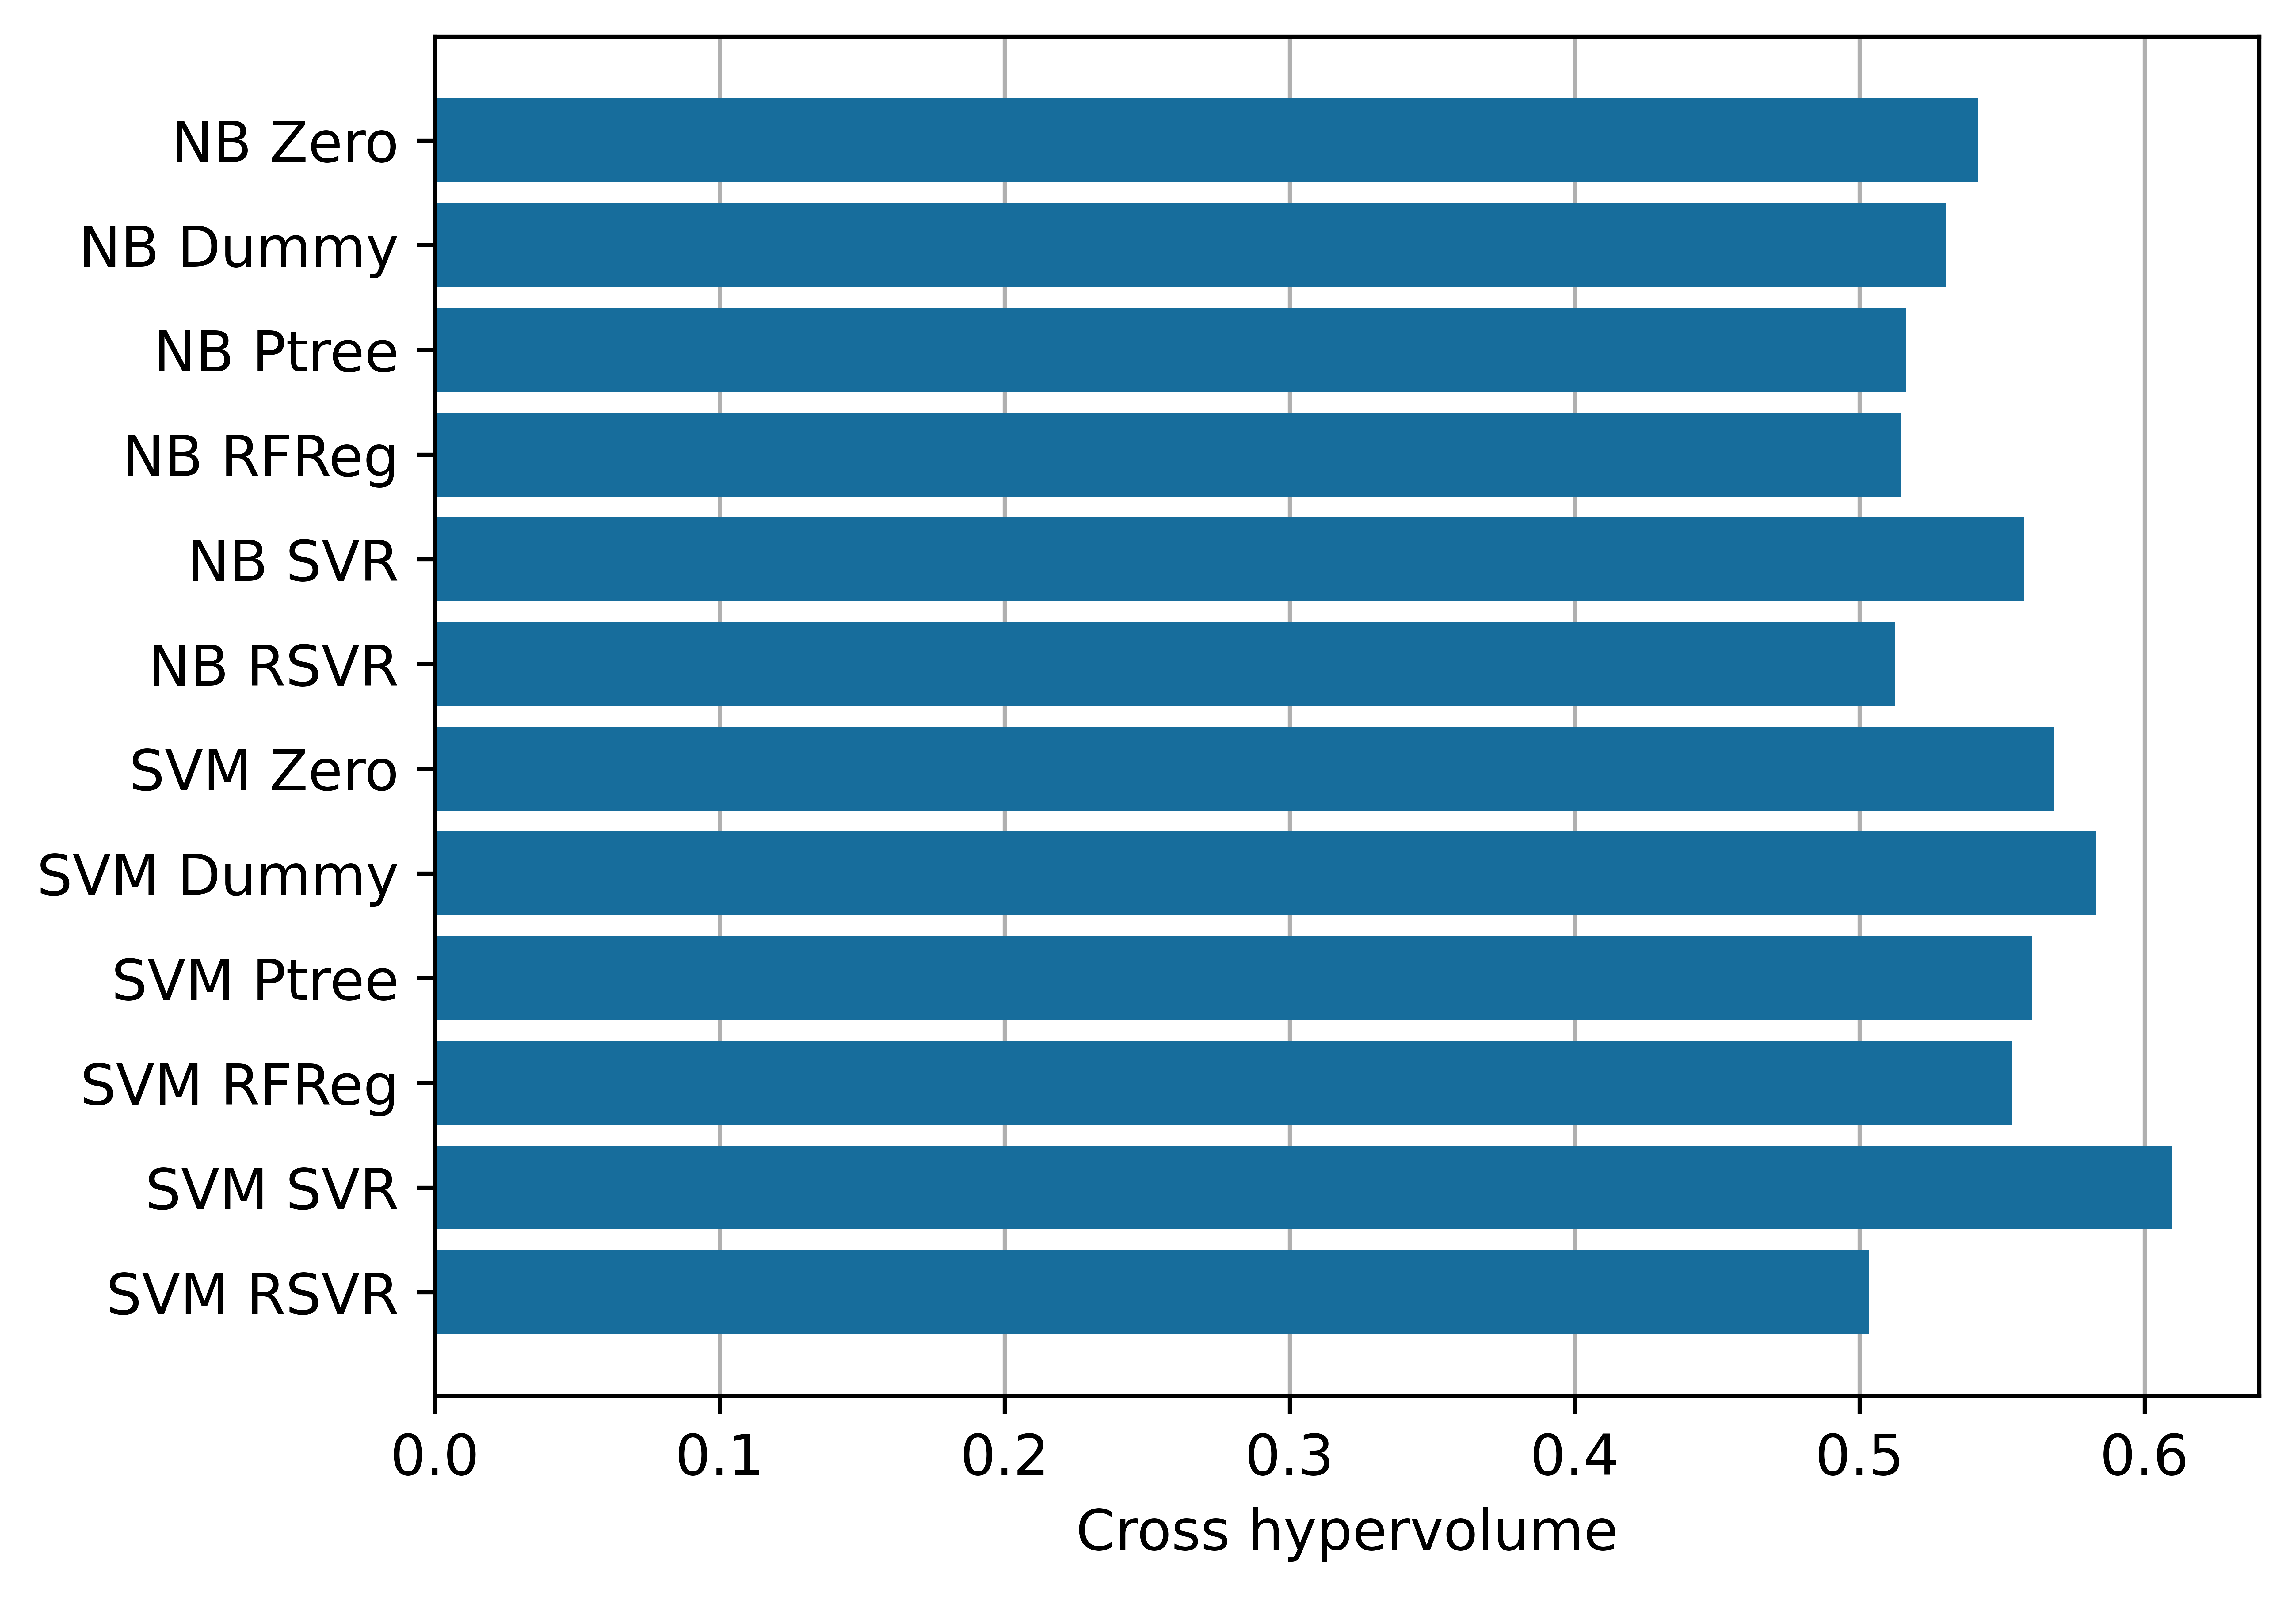 NB Zero
NB Dummy
NB Ptree
NB RFReg
NB SVR
NB RSVR
SVM Zero
SVM Dummy
SVM Ptree
SVM RFReg
SVM SVR
SVM RSVR
0.0 0.1 0.2 0.3 0.4 0.5 0.6
Cross hypervolume